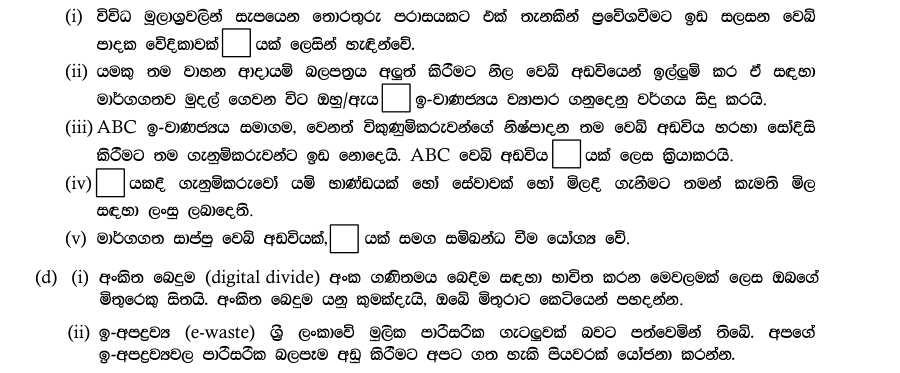 (i) විවිධ මූලාශ්‍රවලින් සැපයෙන තොරතුරු පරාසයකට එක් තැනකින් ප්‍රවේශවීමට ඉඩ සලසන වෙබ්
පාදක වේදිකාවක් යක් ලෙසින් හැඳින්වේ.
(ii) යමකු තම වාහන ආදායම් බලපත්‍රය අලුත් කිරීමට නිල වෙබ් අඩවියෙන් ඉල්ලුම් කර ඒ සඳහා
මාර්ගගතව මුදල් ගෙවන විට ඔහු/ඇය ඉ-වාණිජ්‍යය ව්‍යාපාර ගනුදෙනු වර්ගය සිදු කරයි.
(iii) ABC ඉ-වාණිජ්‍යය සමාගම, වෙනත් විකුණුම්කරුවන්ගේ නිෂ්පාදන තම වෙබ් අඩවිය හරහා සෝදිසි
කිරීමට තම ගැනුම්කරුවන්ට ඉඩ නොදෙයි. ABC වෙබ් අඩවිය යක් ලෙස ක්‍රියාකරයි.
(iv) යකදී ගැනුම්කරුවෝ යම් භාණ්ඩයක් හෝ සේවාවක් හෝ මිලදී ගැනීමට තමන් කැමති මිල
සඳහා ලංසු ලබාදෙති.
(v) මාර්ගගත සාප්පු වෙබ් අඩවියක්, යක් සමග සම්බන්ධ වීම යෝග්‍ය වේ.
(d) (i) අංකිත බෙදුම (digital divide) අංක ගණිතමය බෙදීම සඳහා භාවිත කරන මෙවලමක් ලෙස ඔබගේ
මිතුරෙකු සිතයි. අංකිත බෙදුම යනු කුමක්දැයි, ඔබේ මිතුරාට කෙටියෙන් පහදන්න.
(ii) ඉ-අපද්‍රව්‍ය (e-waste) ශ්‍රී ලංකාවේ මූලික පාරිසරික ගැටලුවක් බවට පත්වෙමින් තිබේ. අපගේ
ඉ-අපද්‍රව්‍යවල පාරිසරික බලපෑම අඩු කිරීමට අපට ගත හැකි පියවරක් යෝජනා කරන්න.